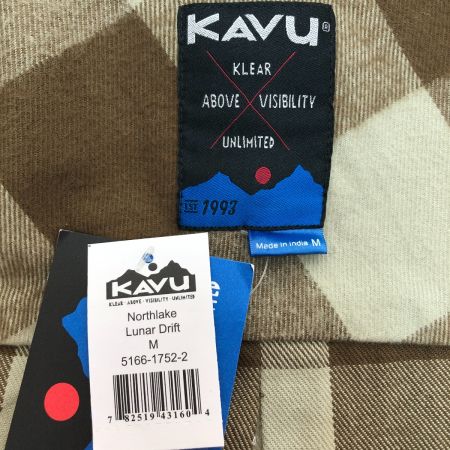 KAVU®
KLEAR
ABOVE VISIBILITY
UNLIMITED
EST 1993
Made in India M
KAVU
KLEAR · ABOVE · VISIBILITY · UNLIMITED
Northlake
Lunar Drift
M
5166-1752-2
7 82519 43160 4